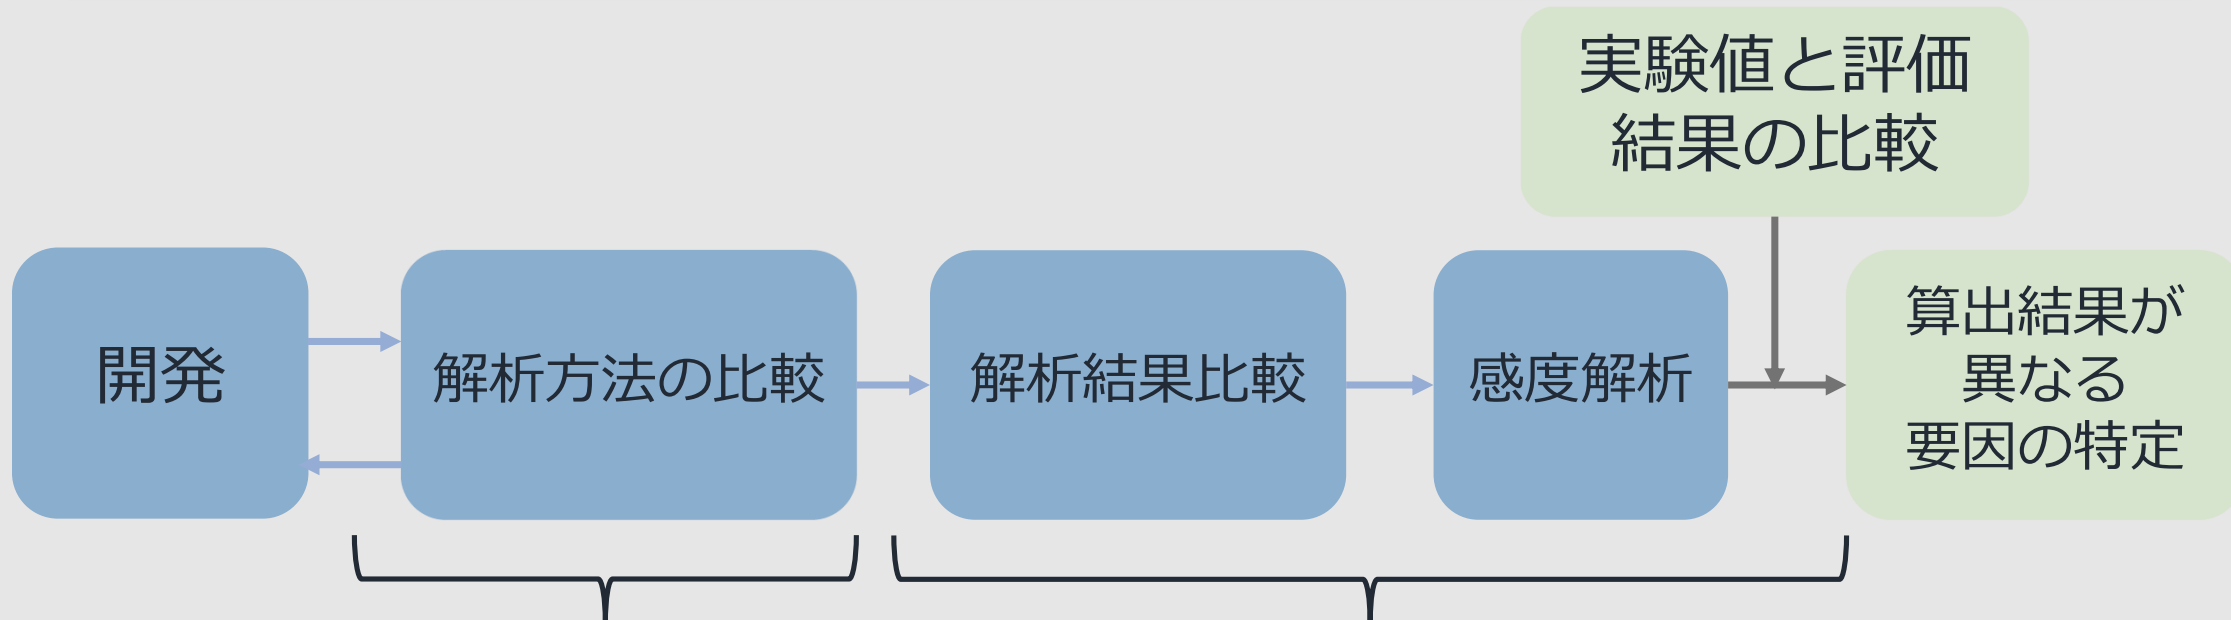 実験値と評価
結果の比較
開発
解析方法の比較
解析結果比較
感度解析
算出結果が
異なる
要因の特定